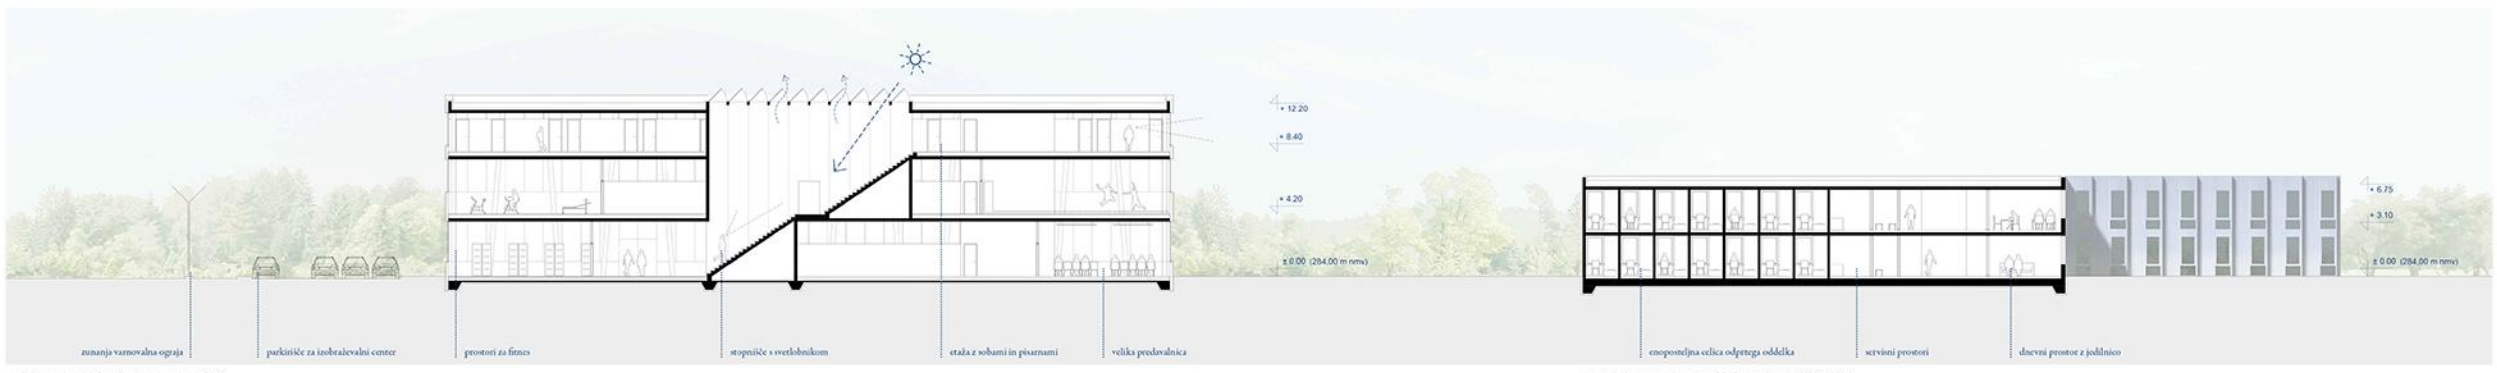 + 12.20
+ 8.40
+ 4.20
± 0.00 (284,00 m nmv)
+ 6.75
+ 3.10
± 0.00 (284,00 m nmv)
zunanja varnovalna ograja
parkirišče za izobraževalni center
prostori za fitnes
stopnišče s svetlobnikom
etaža z sobami in pisarnami
velika predavalnica
enoposteljna celica odprtega oddelka
servisni prostori
dnevni prostor z jedilnico